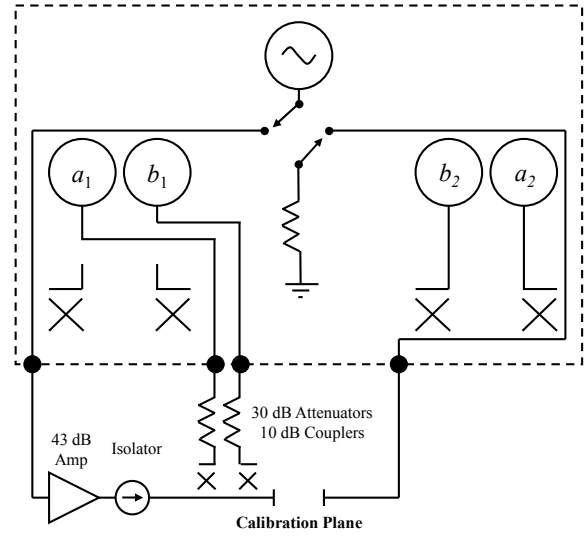 a1
b1
b2
a2
30 dB Attenuators
10 dB Couplers
43 dB
Amp
Isolator
Calibration Plane